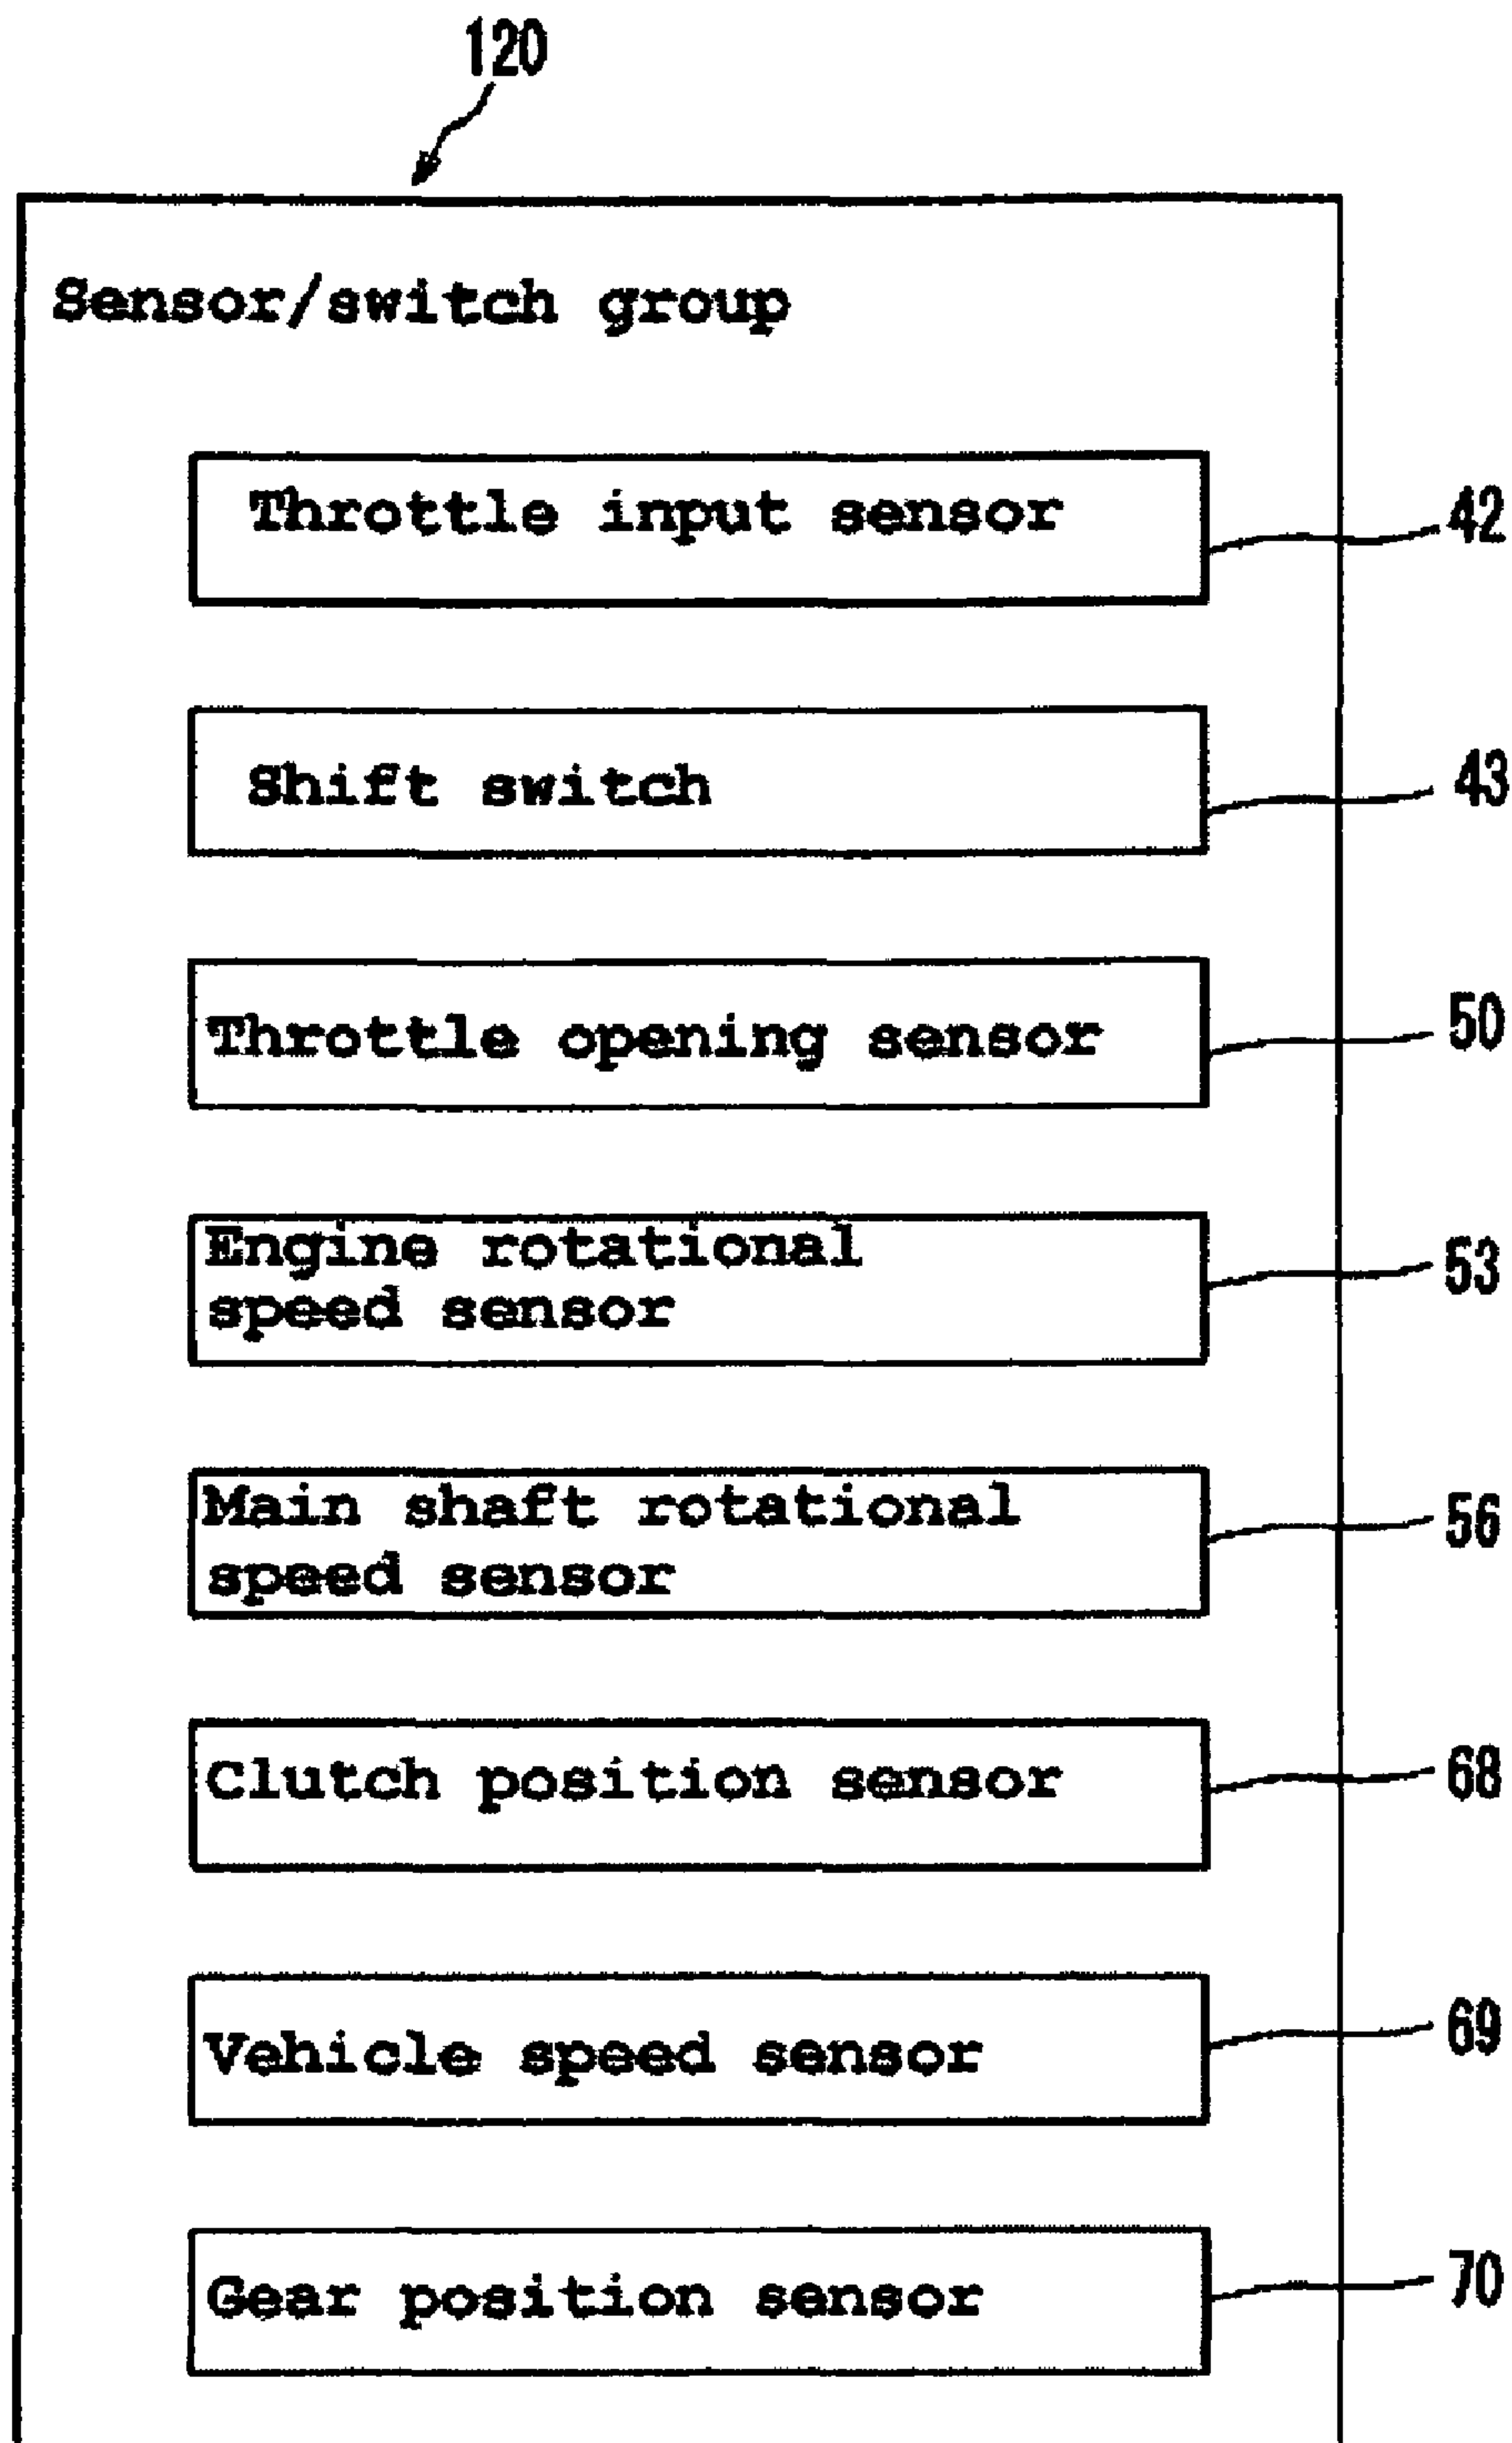 120
Sensor/switch group
Throttle input sensor
42
Shift switch
43
Throttle opening sensor
50
Engine rotational
speed sensor
53
Main shaft rotational
speed sensor
56
Clutch position sensor
68
Vehicle speed sensor
69
Gear position sensor
70